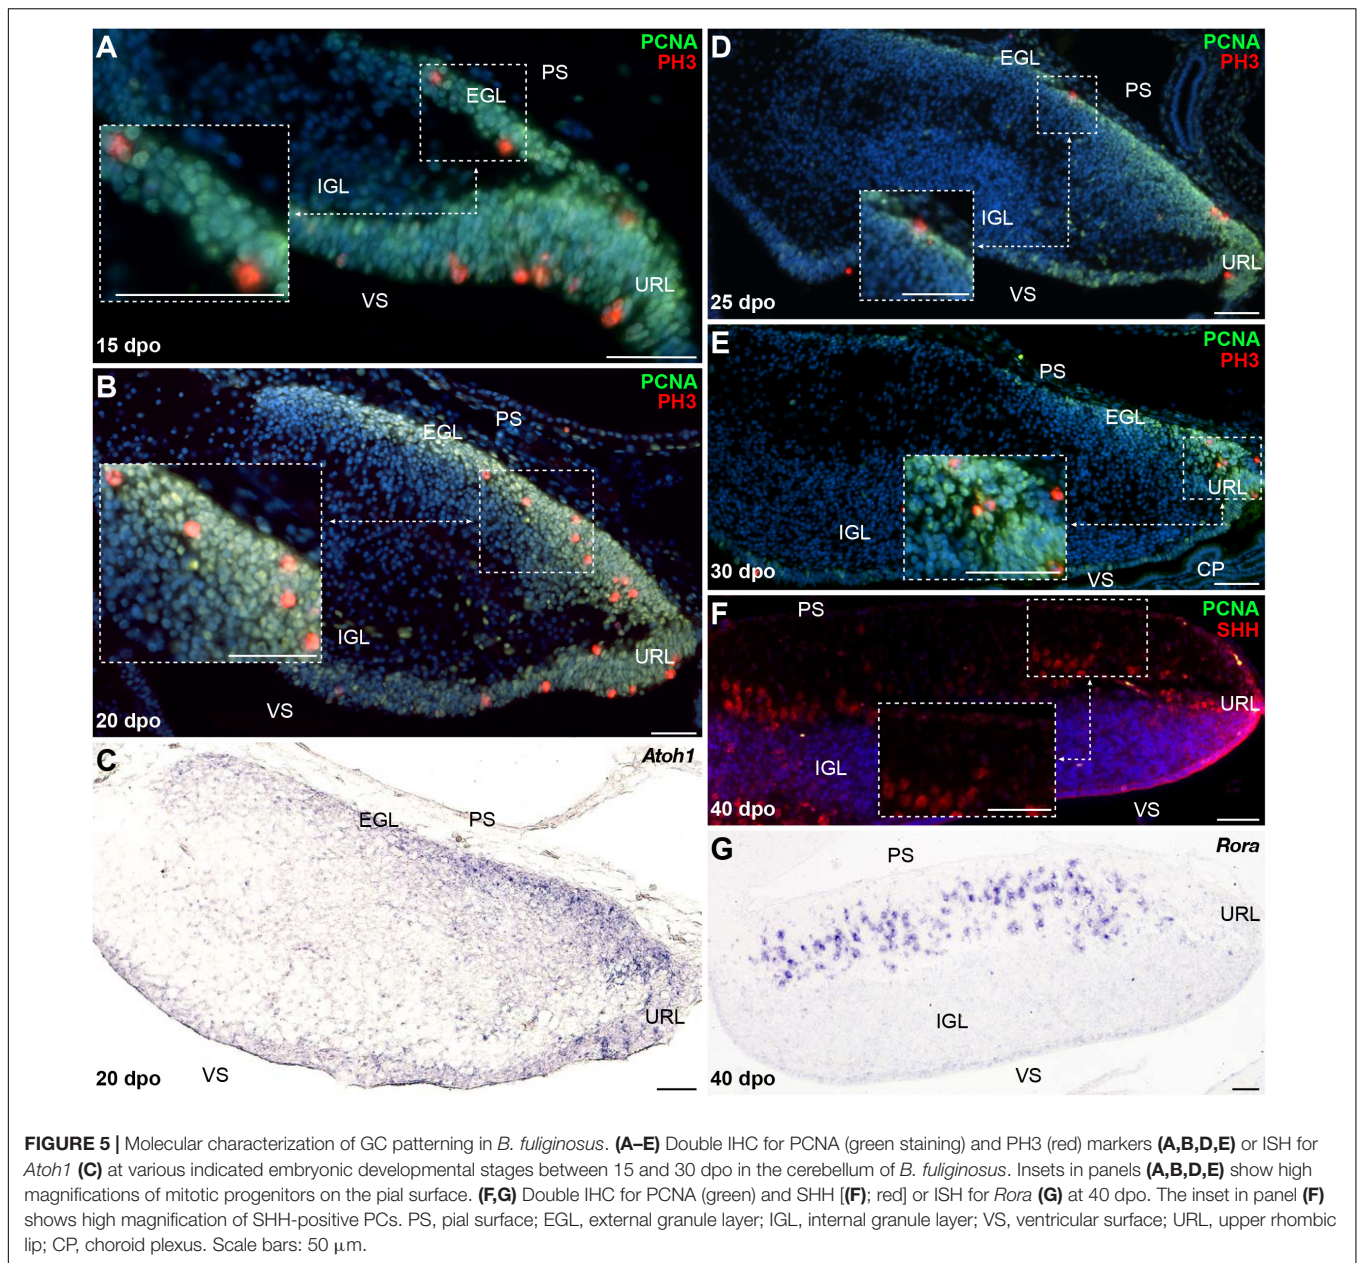 A
PCNA
PH3
PS
EGL
IGL
URL
VS
15 dpo
B
PCNA
PH3
PS
EGL
IGL
URL
VS
20 dpo
C
Atoh1
EGL
PS
URL
VS
20 dpo
D
PCNA
PH3
EGL
PS
IGL
URL
VS
25 dpo
E
PCNA
PH3
PS
EGL
URL
IGL
VS
CP
30 dpo
F
PCNA
SHH
PS
URL
IGL
VS
40 dpo
G
Rora
PS
URL
IGL
VS
40 dpo
FIGURE 5 | Molecular characterization of GC patterning in B. fuliginosus. (A–E) Double IHC for PCNA (green staining) and PH3 (red) markers (A,B,D,E) or ISH for
Atoh1 (C) at various indicated embryonic developmental stages between 15 and 30 dpo in the cerebellum of B. fuliginosus. Insets in panels (A,B,D,E) show high
magnifications of mitotic progenitors on the pial surface. (F,G) Double IHC for PCNA (green) and SHH [(F); red] or ISH for Rora (G) at 40 dpo. The inset in panel (F)
shows high magnification of SHH-positive PCs. PS, pial surface; EGL, external granule layer; IGL, internal granule layer; VS, ventricular surface; URL, upper rhombic
lip; CP, choroid plexus. Scale bars: 50 μm.